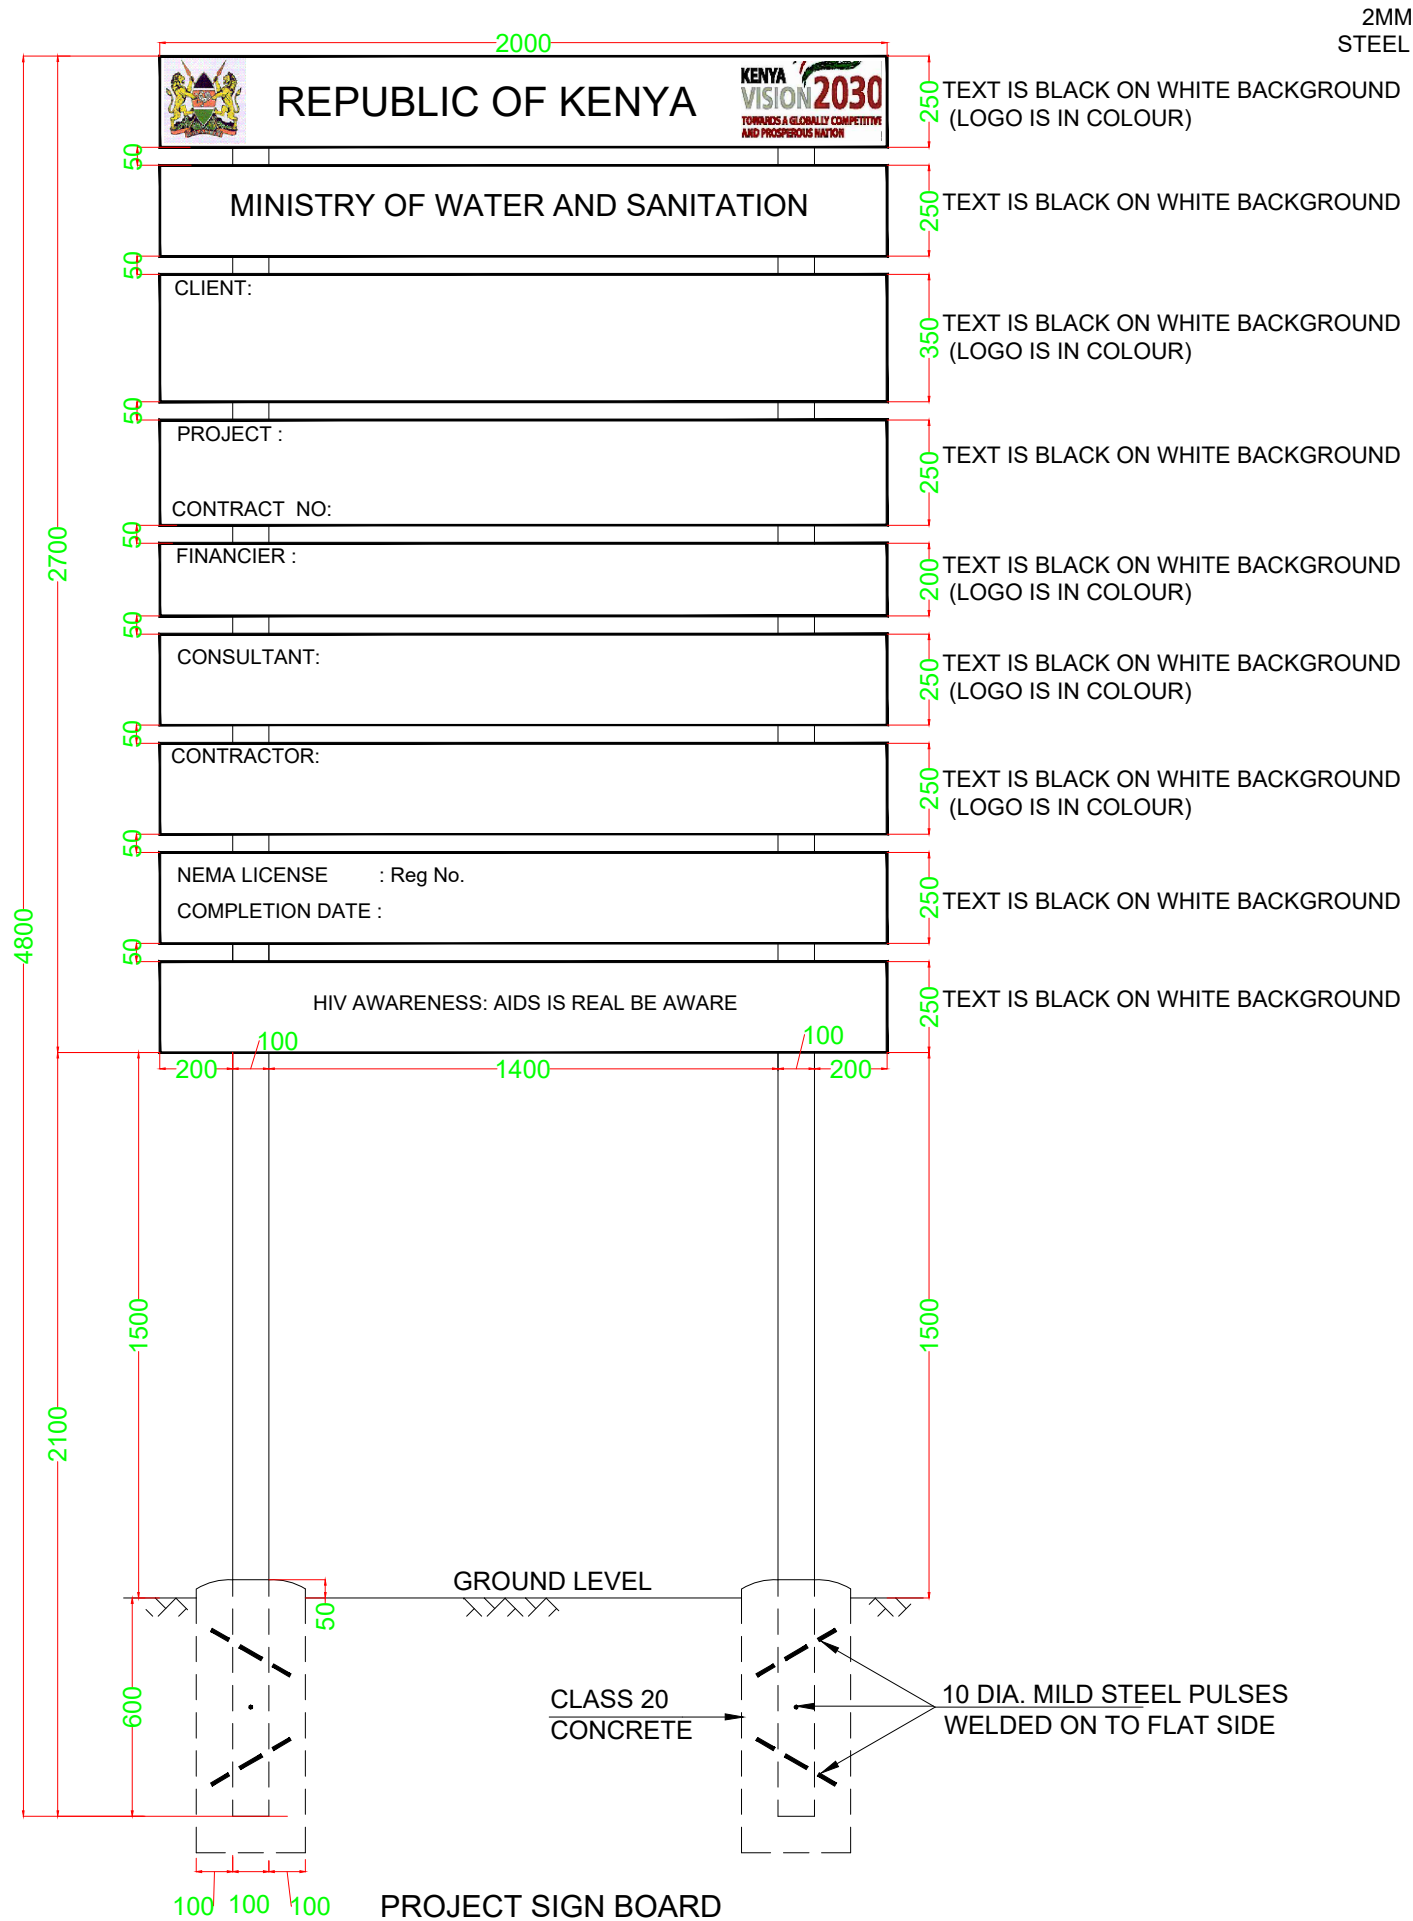 2MM
STEEL
2000
REPUBLIC OF KENYA
KENYA
VISION 2030
TOWARDS A GLOBALLY COMPETITIVE
AND PROSPEROUS NATION
250
TEXT IS BLACK ON WHITE BACKGROUND
(LOGO IS IN COLOUR)
50
MINISTRY OF WATER AND SANITATION
250
TEXT IS BLACK ON WHITE BACKGROUND
50
CLIENT:
350
TEXT IS BLACK ON WHITE BACKGROUND
(LOGO IS IN COLOUR)
50
PROJECT :
CONTRACT NO:
250
TEXT IS BLACK ON WHITE BACKGROUND
50
2700
FINANCIER :
200
TEXT IS BLACK ON WHITE BACKGROUND
(LOGO IS IN COLOUR)
50
CONSULTANT:
250
TEXT IS BLACK ON WHITE BACKGROUND
(LOGO IS IN COLOUR)
50
CONTRACTOR:
250
TEXT IS BLACK ON WHITE BACKGROUND
(LOGO IS IN COLOUR)
50
NEMA LICENSE : Reg No.
COMPLETION DATE :
250
TEXT IS BLACK ON WHITE BACKGROUND
4800
50
HIV AWARENESS: AIDS IS REAL BE AWARE
250
TEXT IS BLACK ON WHITE BACKGROUND
100
100
200
1400
200
1500
1500
2100
GROUND LEVEL
50
600
CLASS 20
CONCRETE
10 DIA. MILD STEEL PULSES
WELDED ON TO FLAT SIDE
100 100 100
PROJECT SIGN BOARD